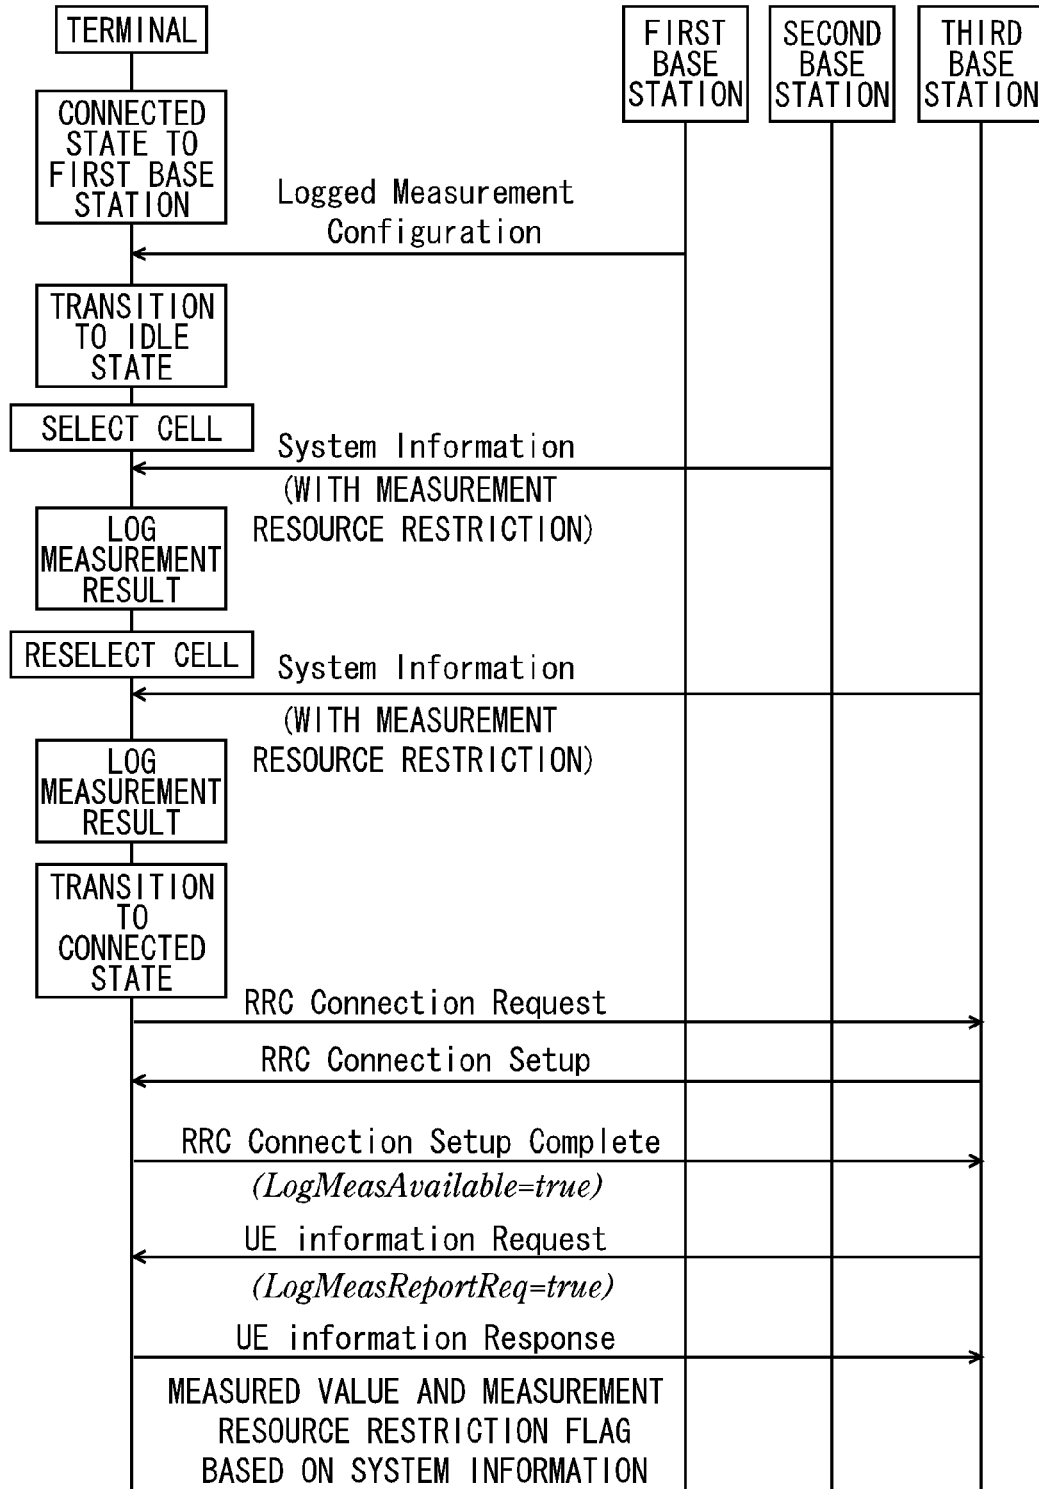 TERMINAL
FIRST
BASE
STATION
SECOND
BASE
STATION
THIRD
BASE
STATION
CONNECTED
STATE TO
FIRST BASE
STATION
Logged Measurement
Configuration
TRANSITION
TO IDLE
STATE
SELECT CELL
System Information
(WITH MEASUREMENT
RESOURCE RESTRICTION)
LOG
MEASUREMENT
RESULT
RESELECT CELL
System Information
(WITH MEASUREMENT
RESOURCE RESTRICTION)
LOG
MEASUREMENT
RESULT
TRANSITION
TO
CONNECTED
STATE
RRC Connection Request
RRC Connection Setup
RRC Connection Setup Complete
(LogMeasAvailable=true)
UE information Request
(LogMeasReportReq=true)
UE information Response
MEASURED VALUE AND MEASUREMENT
RESOURCE RESTRICTION FLAG
BASED ON SYSTEM INFORMATION